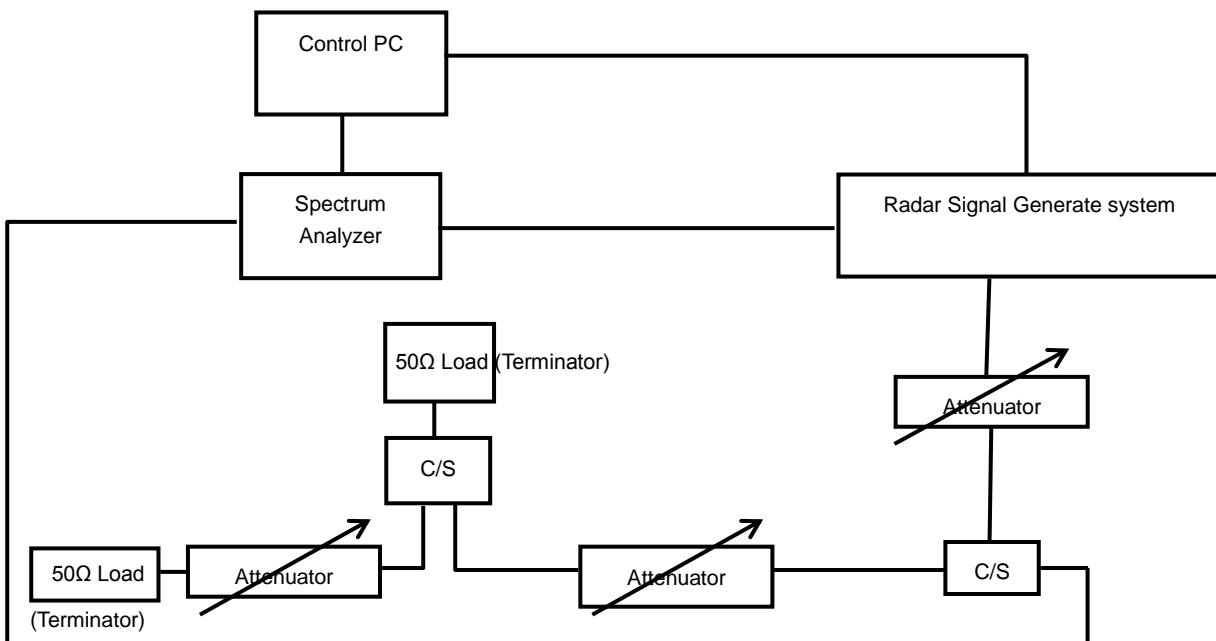 Control PC
Spectrum
Analyzer
Radar Signal Generate system
50Ω Load (Terminator)
Attenuator
C/S
50Ω Load
(Terminator)
Attenuator
Attenuator
C/S